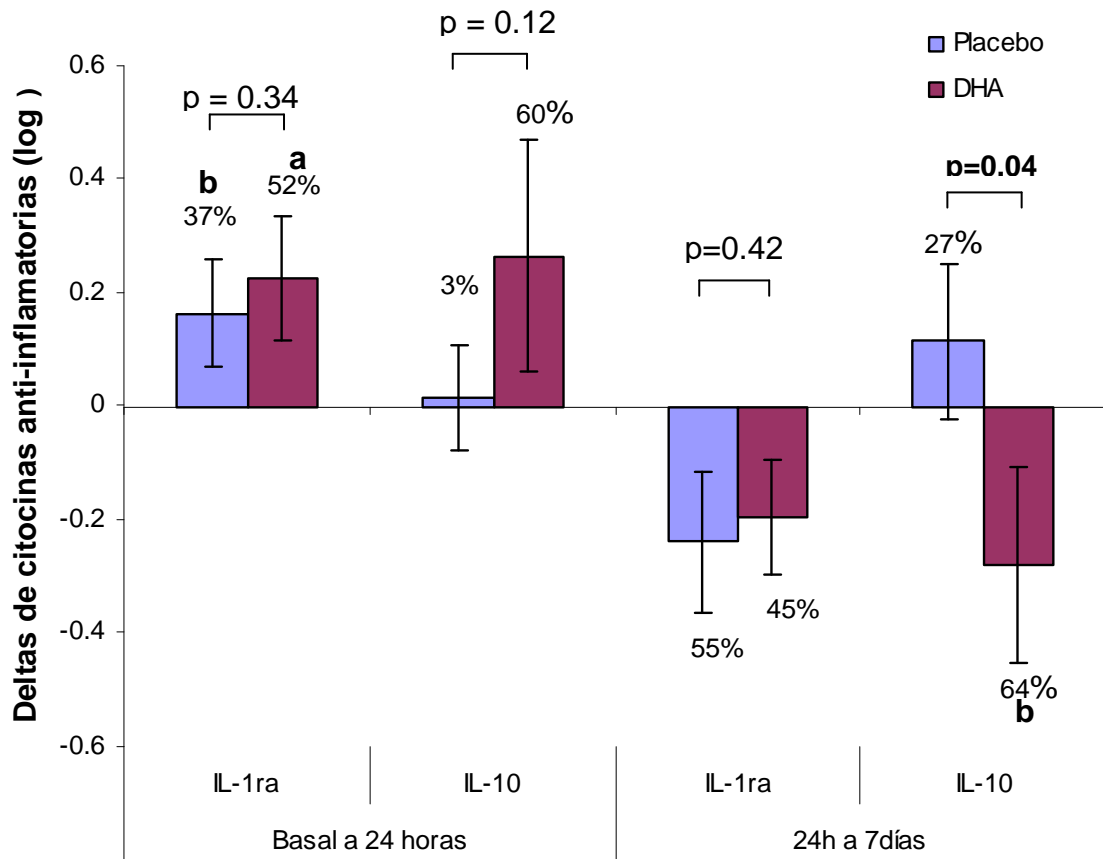 Deltas de citocinas anti-inflamatorias (log )
Placebo
DHA
0.6
0.4
0.2
0
-0.2
-0.4
-0.6
p = 0.34
b
37%
a
52%
p = 0.12
3%
60%
p=0.42
55%
45%
p=0.04
27%
64%
b
IL-1ra
IL-10
IL-1ra
IL-10
Basal a 24 horas
24h a 7días